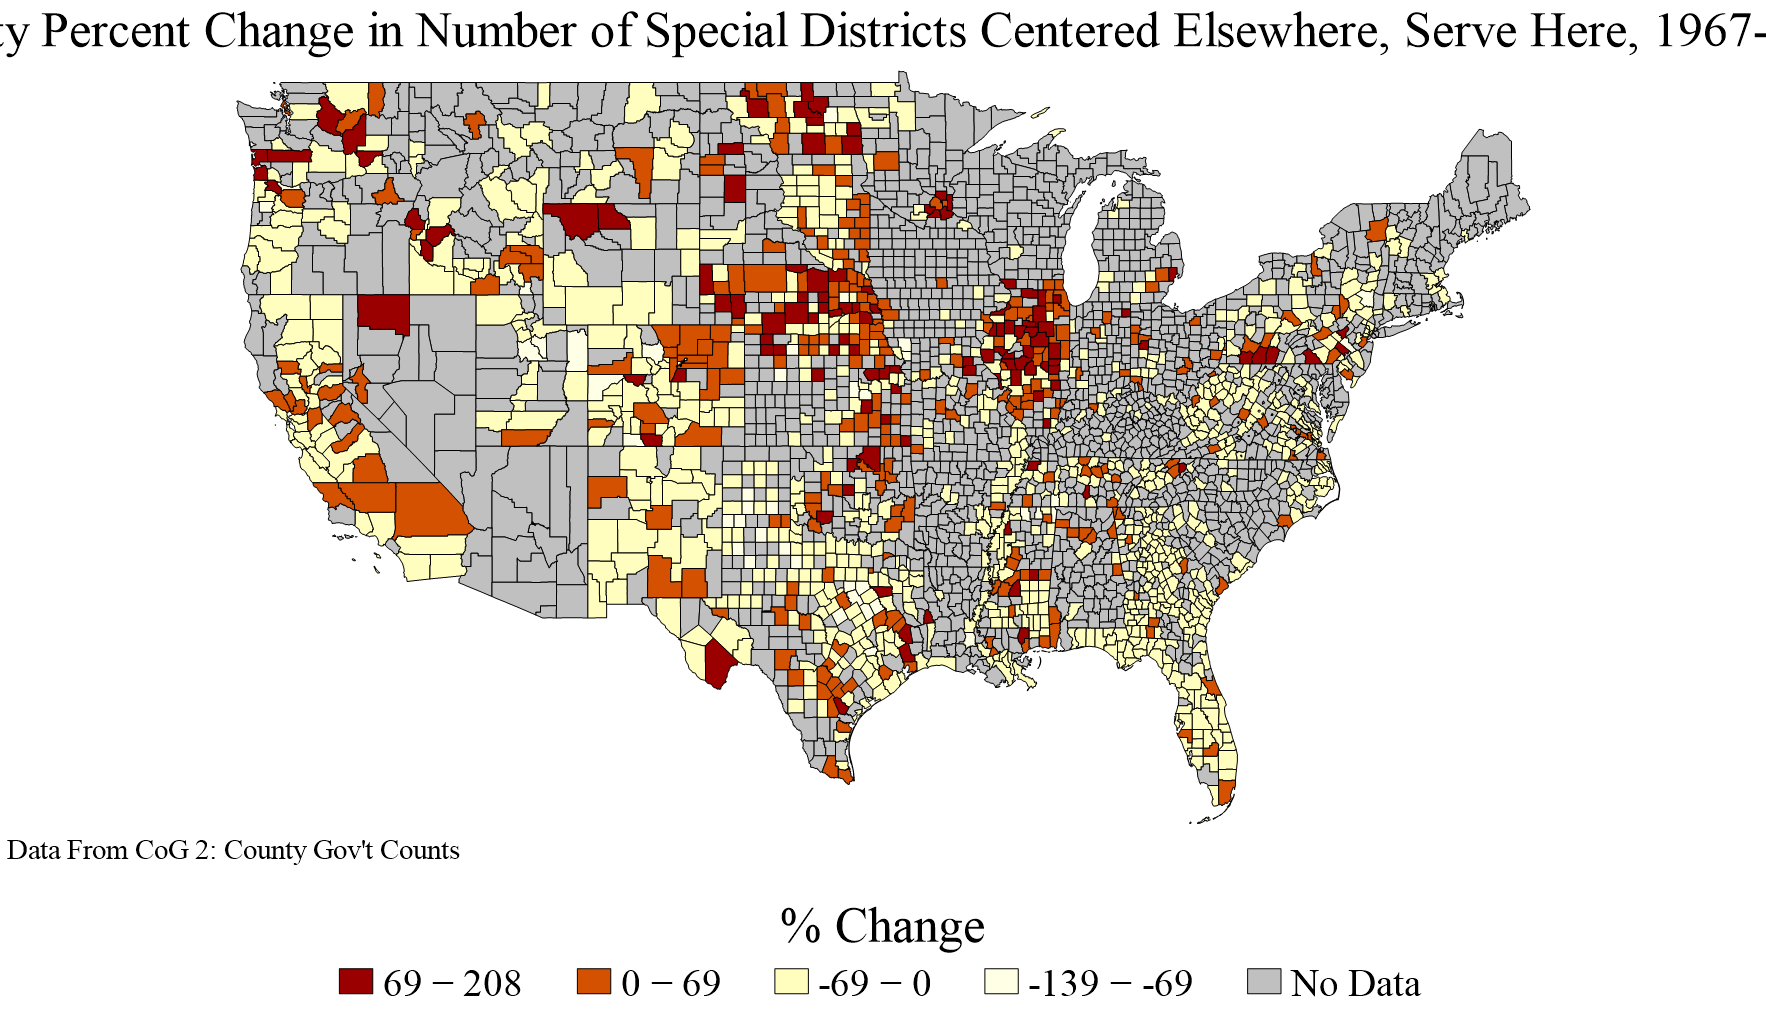 ty Percent Change in Number of Special Districts Centered Elsewhere, Serve Here, 1967-
Data From CoG 2: County Gov't Counts
% Change
69 − 208
0 − 69
-69 − 0
-139 − -69
No Data